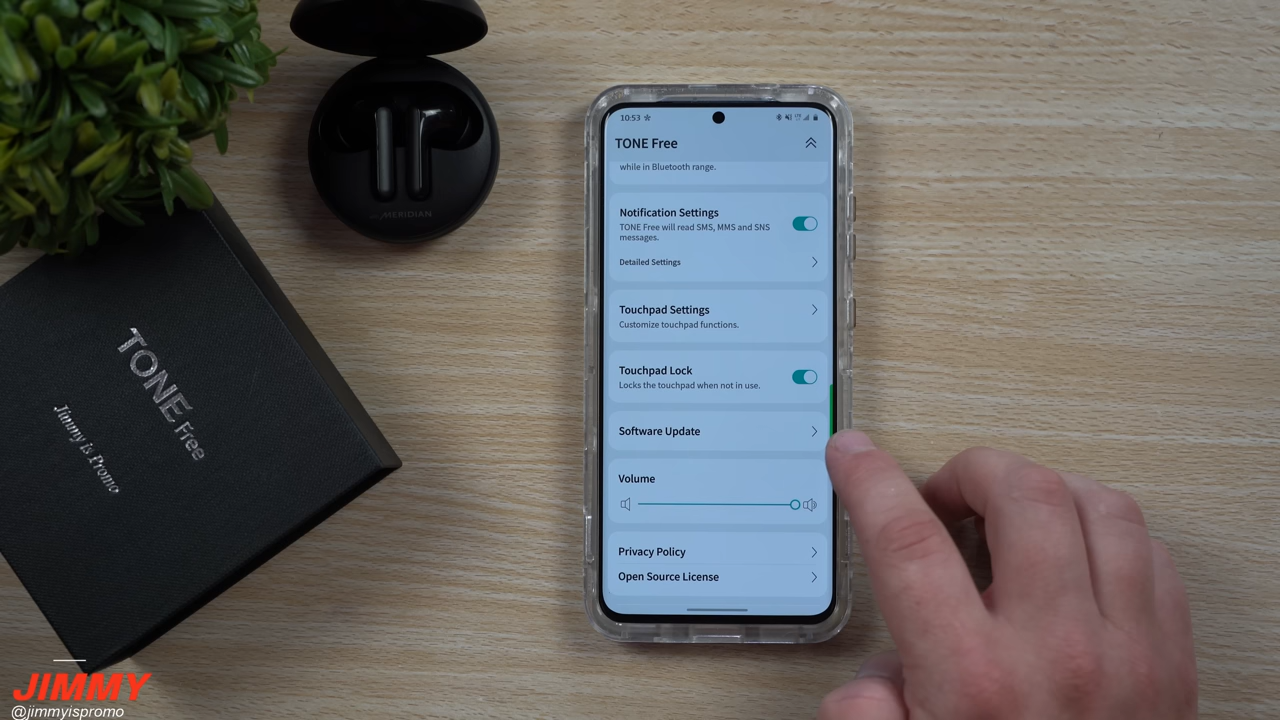 MERIDIAN
TONE Free
Jimmy is Promo
10:53
TONE Free
while in Bluetooth range.
Notification Settings
TONE Free will read SMS, MMS and SNS
messages.
Detailed Settings
Touchpad Settings
Customize touchpad functions.
Touchpad Lock
Locks the touchpad when not in use.
Software Update
Volume
Privacy Policy
Open Source License
JIMMY
@jimmyispromo